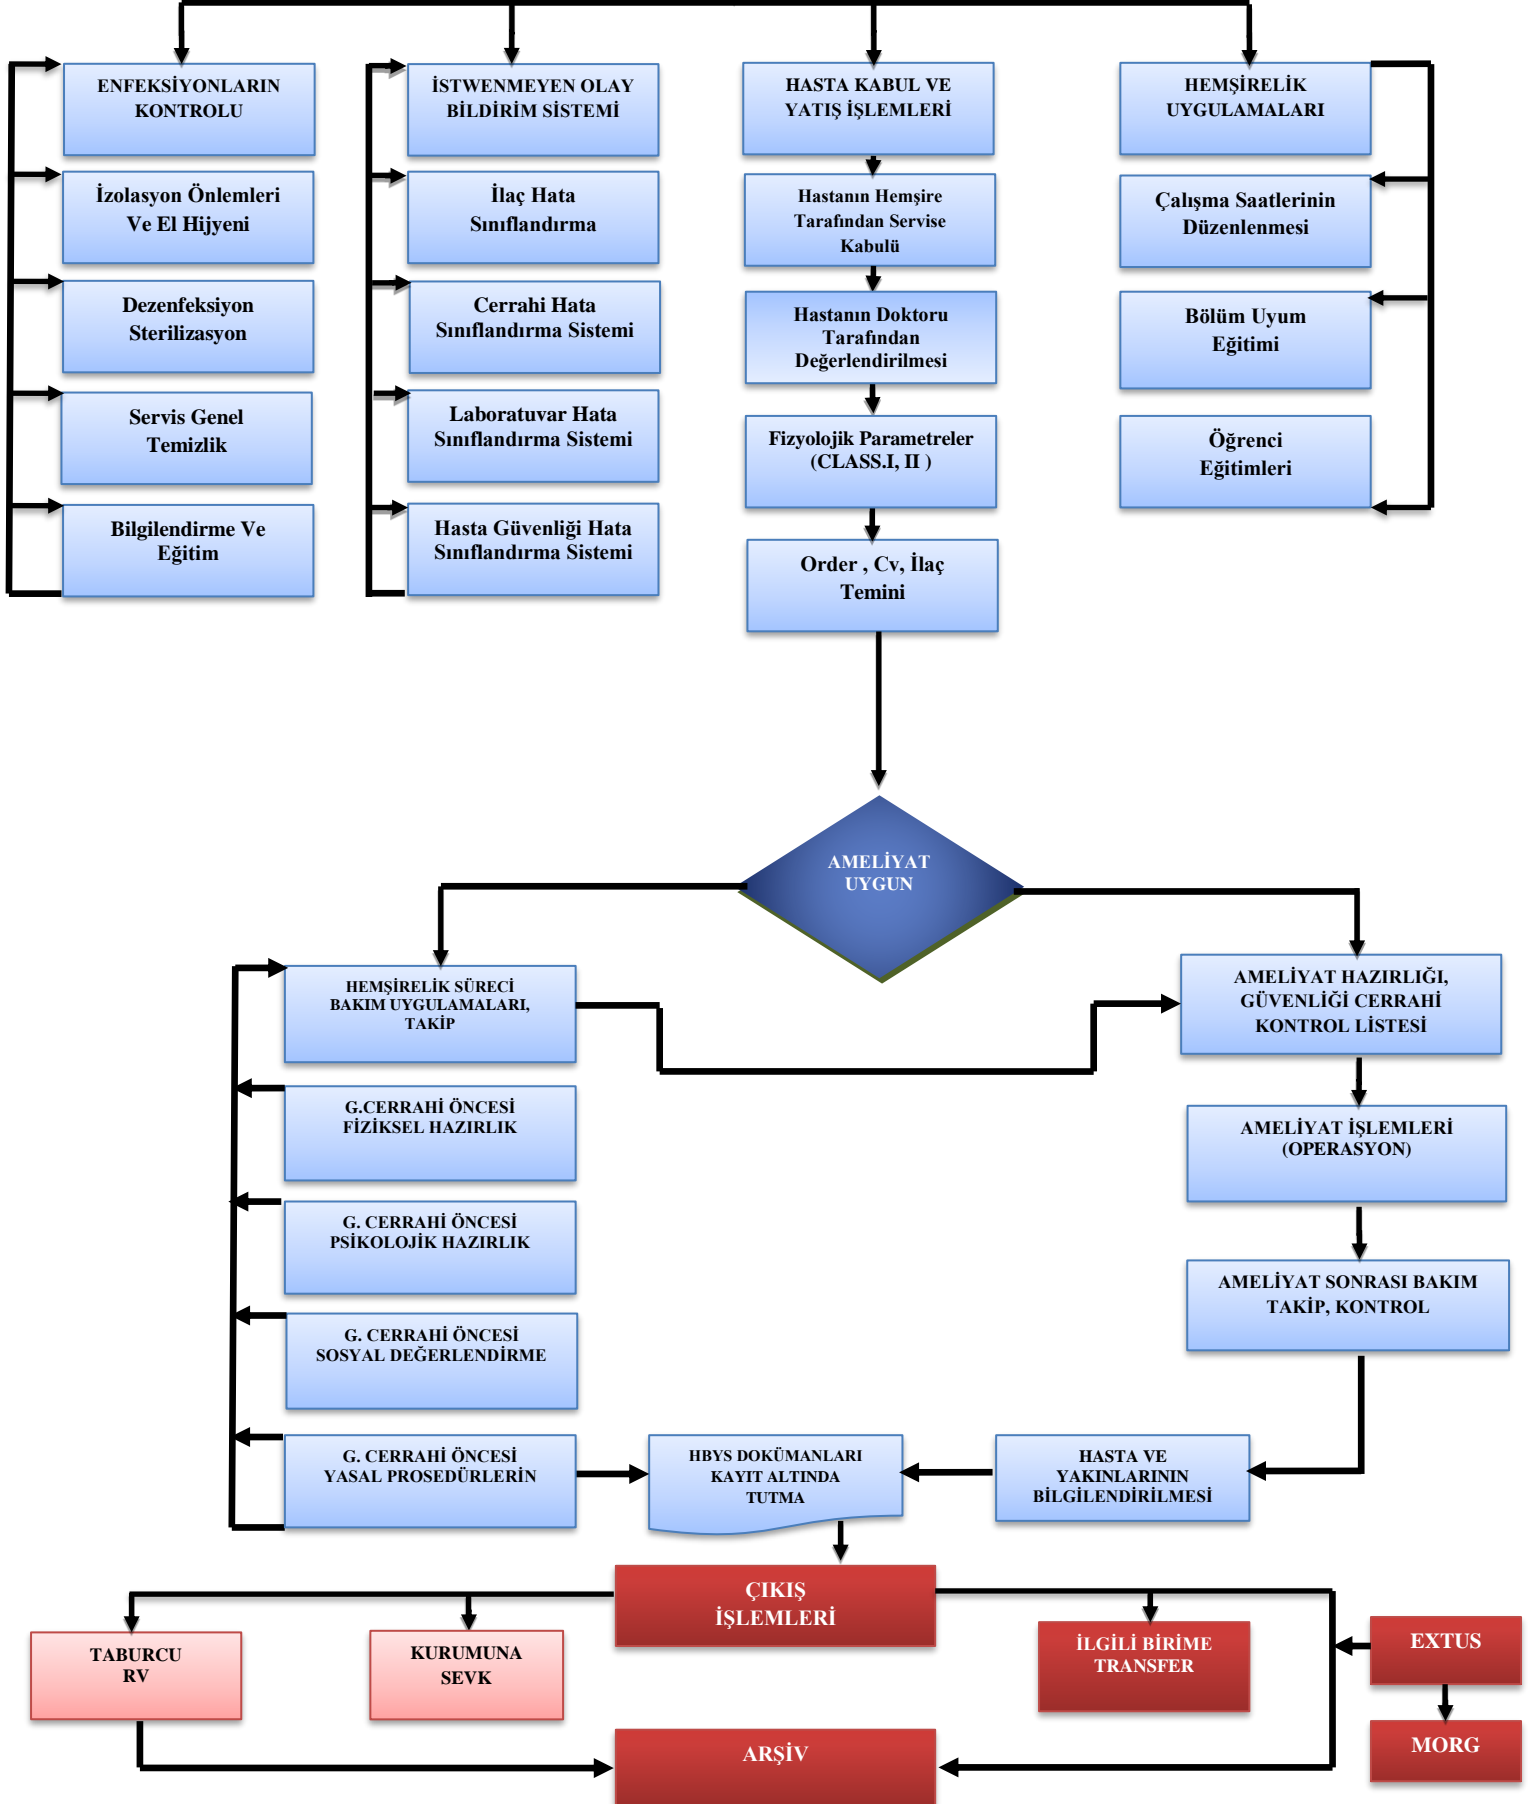 ENFEKSİYONLARIN
KONTROLU
İzolasyon Önlemleri
Ve El Hijyeni
Dezenfeksiyon
Sterilizasyon
Servis Genel
Temizlik
Bilgilendirme Ve
Eğitim
İSTWENMEYEN OLAY
BİLDİRİM SİSTEMİ
İlaç Hata
Sınıflandırma
Cerrahi Hata
Sınıflandırma Sistemi
Laboratuvar Hata
Sınıflandırma Sistemi
Hasta Güvenliği Hata
Sınıflandırma Sistemi
HASTA KABUL VE
YATIŞ İŞLEMLERİ
Hastanın Hemşire
Tarafından Servise
Kabulü
Hastanın Doktoru
Tarafından
Değerlendirilmesi
Fizyolojik Parametreler
(CLASS.I, II )
Order , Cv, İlaç
Temini
HEMŞİRELİK
UYGULAMALARI
Çalışma Saatlerinin
Düzenlenmesi
Bölüm Uyum
Eğitimi
Öğrenci
Eğitimleri
AMELİYAT
UYGUN
HEMŞİRELİK SÜRECİ
BAKIM UYGULAMALARI,
TAKİP
G.CERRAHİ ÖNCESİ
FİZİKSEL HAZIRLIK
G. CERRAHİ ÖNCESİ
PSİKOLOJİK HAZIRLIK
G. CERRAHİ ÖNCESİ
SOSYAL DEĞERLENDİRME
G. CERRAHİ ÖNCESİ
YASAL PROSEDÜRLERİN
AMELİYAT HAZIRLIĞI,
GÜVENLİĞİ CERRAHİ
KONTROL LİSTESİ
AMELİYAT İŞLEMLERİ
(OPERASYON)
AMELİYAT SONRASI BAKIM
TAKİP, KONTROL
HASTA VE
YAKINLARININ
BİLGİLENDİRİLMESİ
HBYS DOKÜMANLARI
KAYIT ALTINDA
TUTMA
ÇIKIŞ
İŞLEMLERİ
TABURCU
RV
KURUMUNA
SEVK
İLGİLİ BİRİME
TRANSFER
EXTUS
MORG
ARŞİV